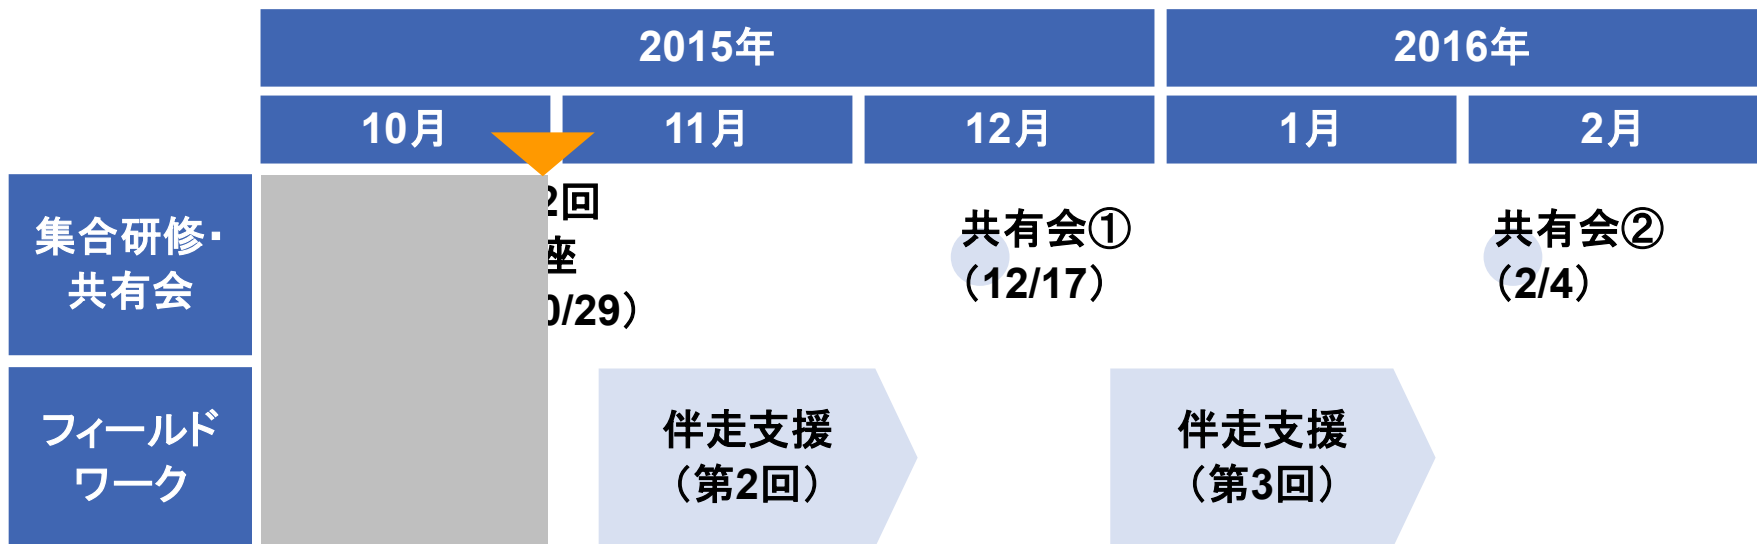 2015年
2016年
10月
11月
12月
1月
2月
集合研修・
共有会
2回
座
0/29）
共有会①
（12/17）
共有会②
（2/4）
フィールド
ワーク
伴走支援
（第2回）
伴走支援
（第3回）